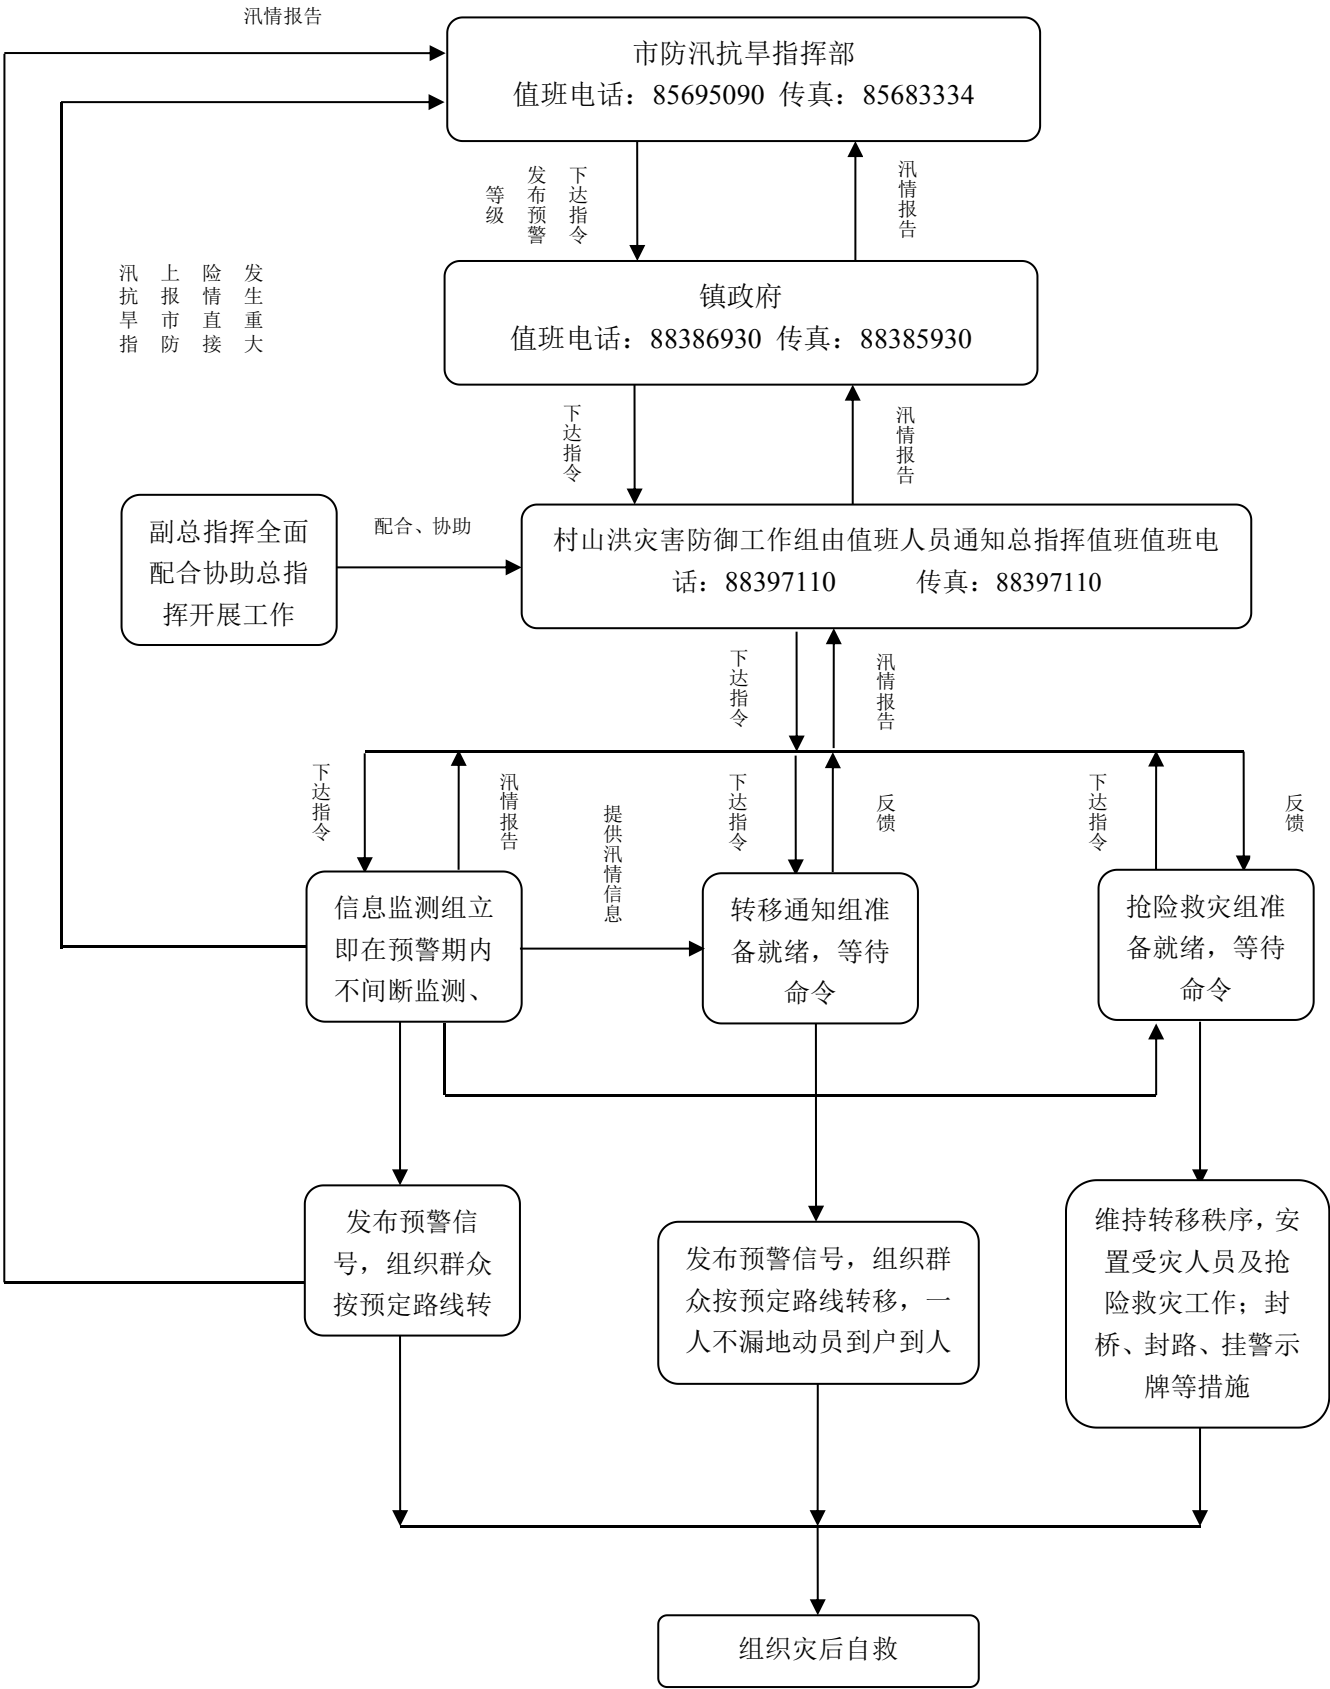 汛情报告
市防汛抗旱指挥部
值班电话：85695090 传真：85683334
下达指令
发布预警
等级
汛情报告
发生重大
险情直接
上报市防
汛抗旱指
镇政府
值班电话：88386930 传真：88385930
下达指令
汛情报告
副总指挥全面
配合协助总指
挥开展工作
配合、协助
村山洪灾害防御工作组由值班人员通知总指挥值班值班电
话：88397110 传真：88397110
下达指令
汛情报告
下达指令
汛情报告
提供汛情信息
下达指令
反馈
下达指令
反馈
信息监测组立
即在预警期内
不间断监测、
转移通知组准
备就绪，等待
命令
抢险救灾组准
备就绪，等待
命令
发布预警信
号，组织群众
按预定路线转
发布预警信号，组织群
众按预定路线转移，一
人不漏地动员到户到人
维持转移秩序，安
置受灾人员及抢
险救灾工作；封
桥、封路、挂警示
牌等措施
组织灾后自救